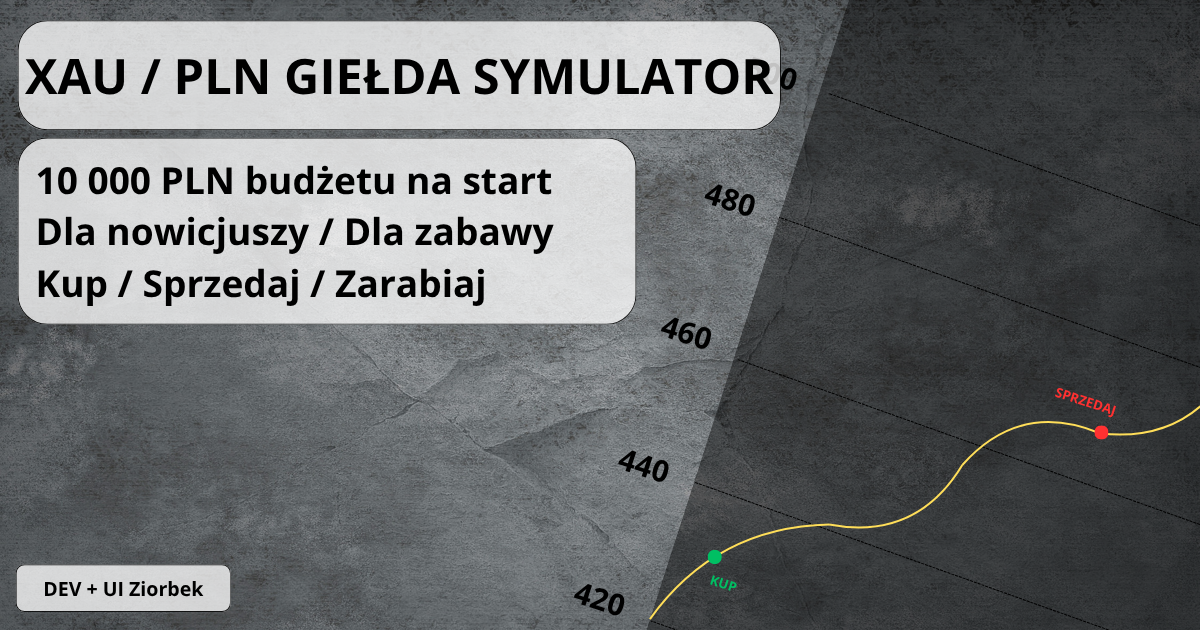 XAU / PLN GIEŁDA SYMULATOR
10 000 PLN budżetu na start
Dla nowicjuszy / Dla zabawy
Kup / Sprzedaj / Zarabiaj
480
460
SPRZEDAJ
440
KUP
420
DEV + UI Ziorbek